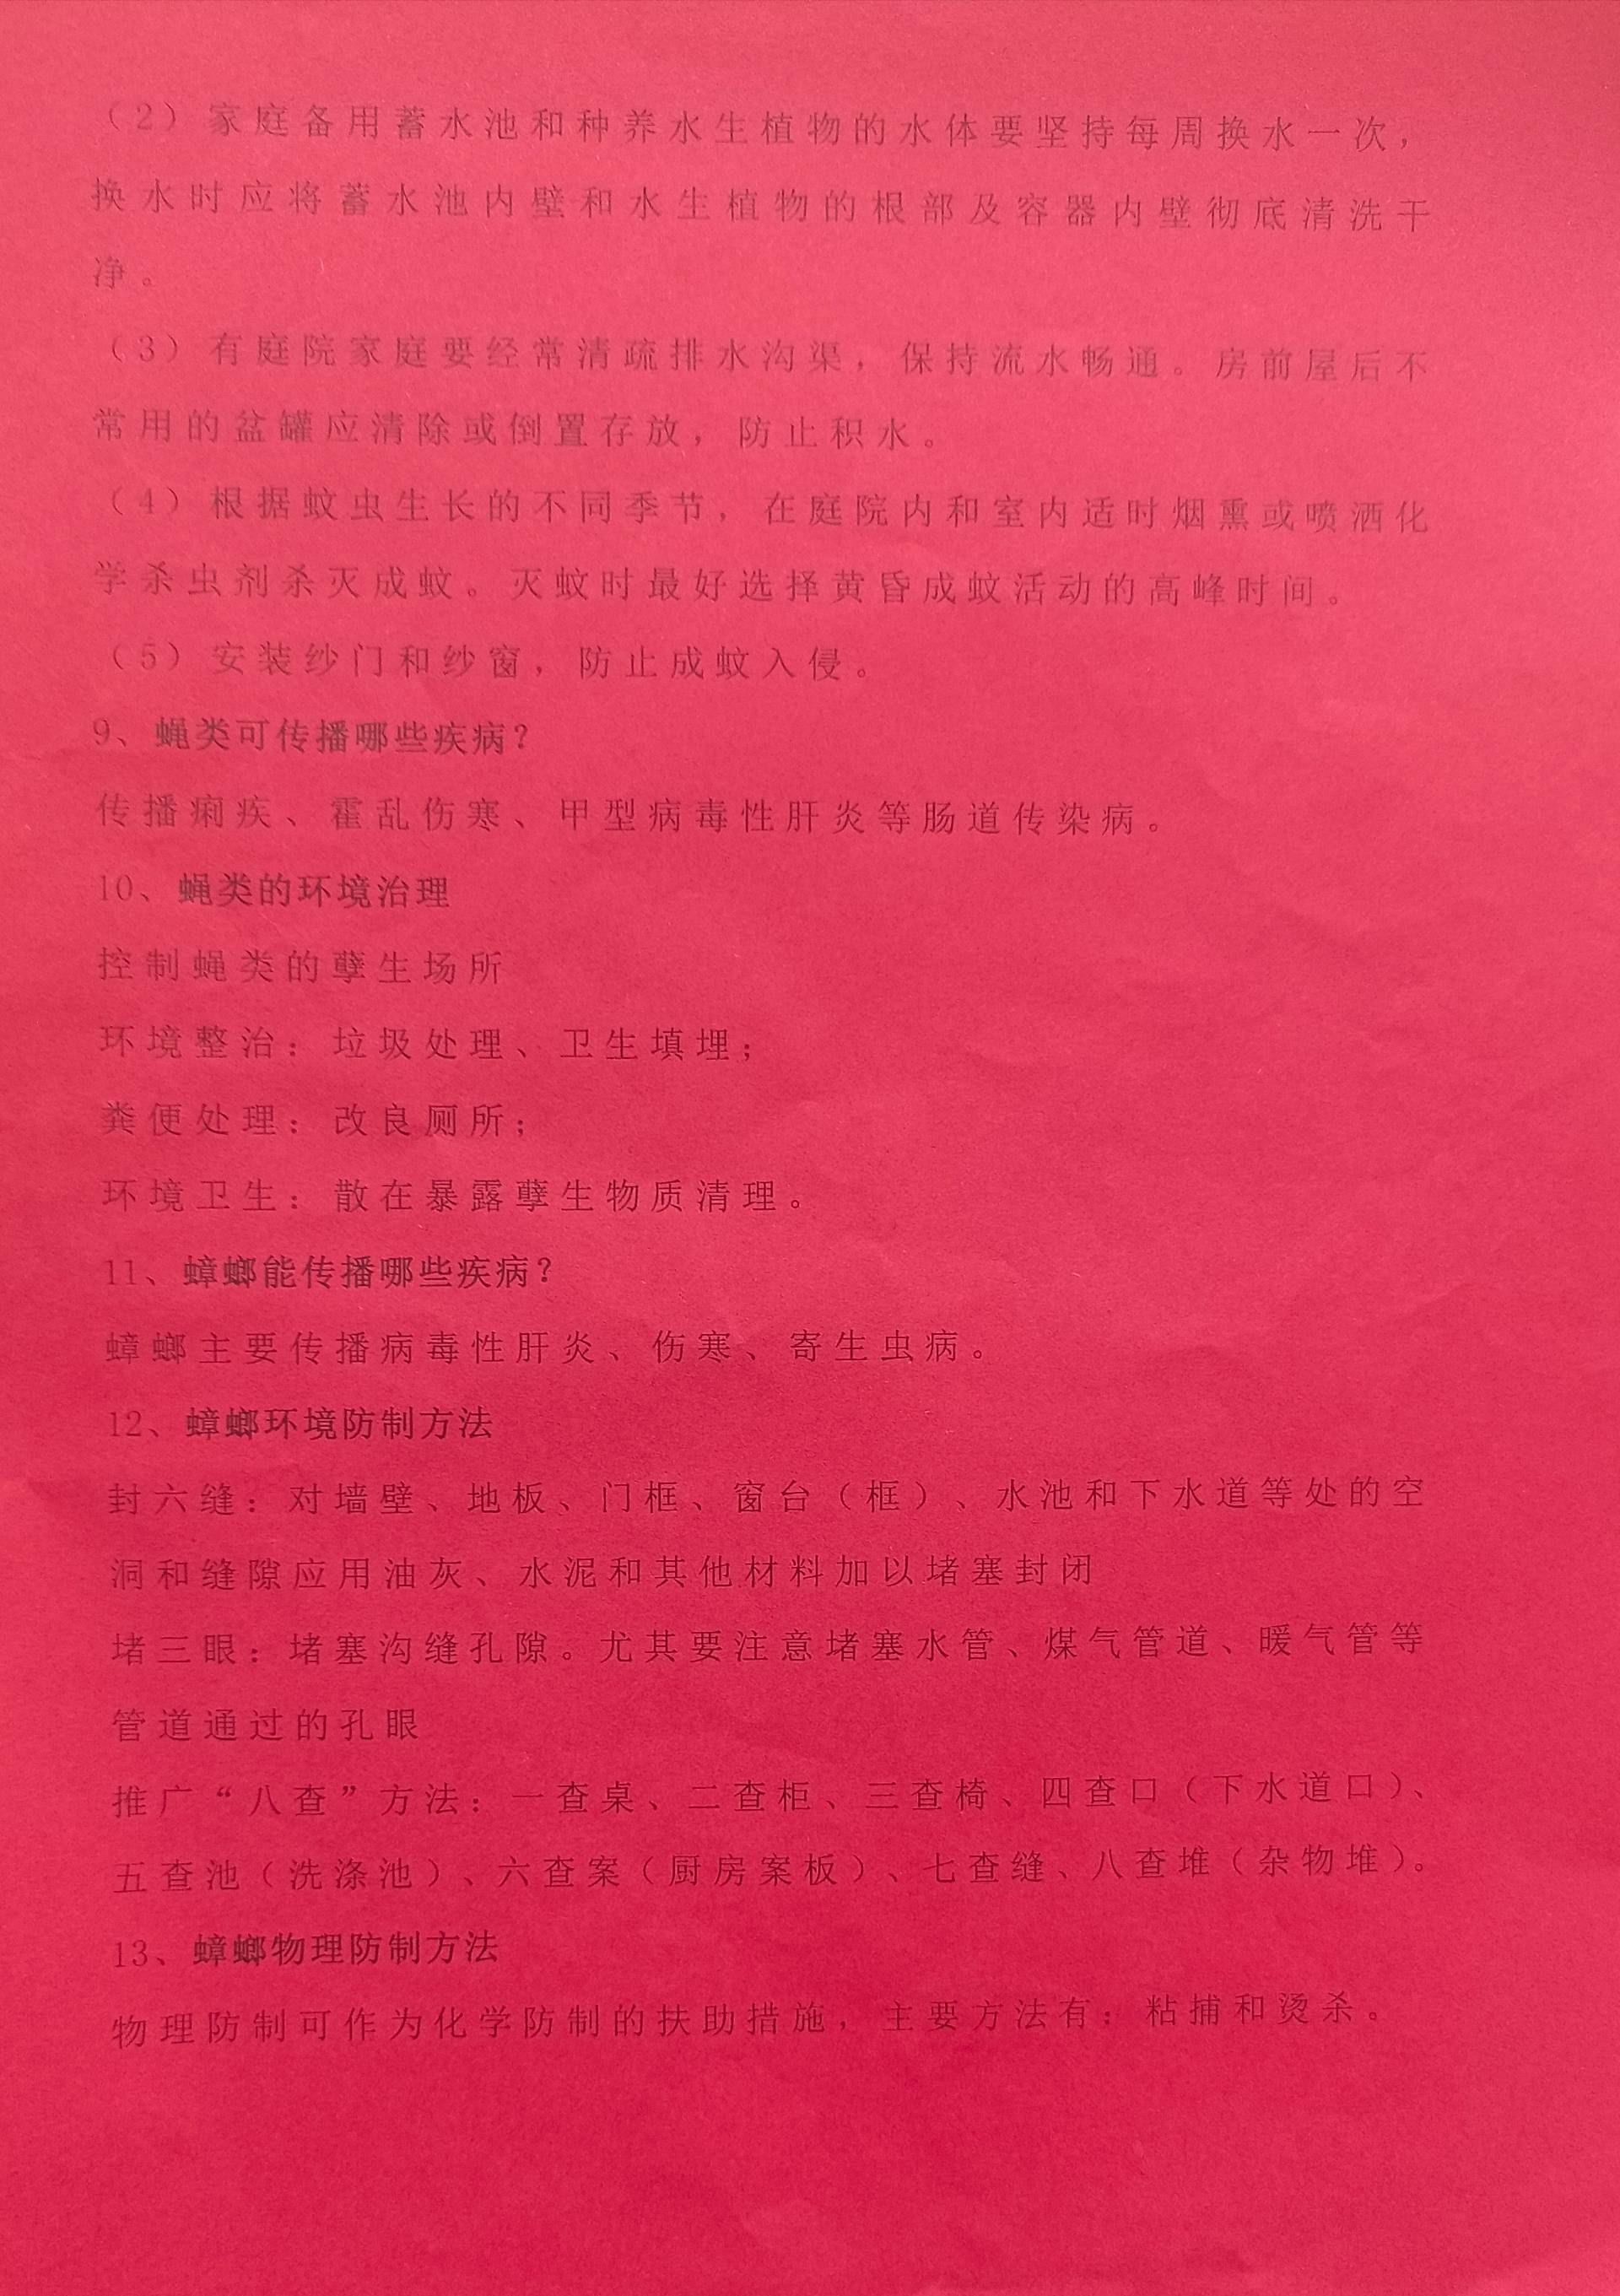 （2）家庭备用蓄水池和种养水生植物的水体要坚持每周换水一次，
换水时应将蓄水池内壁和水生植物的根部及容器内壁彻底清洗干
净。
（3）有庭院家庭要经常清疏排水沟渠，保持流水畅通。房前屋后不
常用的盆罐应清除或倒置存放，防止积水。
（4）根据蚊虫生长的不同季节，在庭院内和室内适时烟熏或喷洒化
学杀虫剂杀灭成蚊。灭蚊时最好选择黄昏成蚊活动的高峰时间。
（5）安装纱门和纱窗，防止成蚊入侵。
9、蝇类可传播哪些疾病？
传播痢疾、霍乱伤寒、甲型病毒性肝炎等肠道传染病。
10、蝇类的环境治理
控制蝇类的孽生场所
环境整治：垃圾处理、卫生填埋；
粪便处理：改良厕所；
环境卫生：散在暴露孽生物质清理。
11、蟑螂能传播哪些疾病？
蟑螂主要传播病毒性肝炎、伤寒、寄生虫病。
12、蟑螂环境防制方法
封六缝：对墙壁、地板、门框、窗台（框）、水池和下水道等处的空
洞和缝隙应用油灰、水泥和其他材料加以堵塞封闭
堵三眼：堵塞沟缝孔隙。尤其要注意堵塞水管、煤气管道、暖气管等
管道通过的孔眼
推广“八查”方法：一查桌、二查柜、三查椅、四查口（下水道口）、
五查池（洗涤池）、六查案（厨房案板）、七查缝、八查堆（杂物堆）。
13、蟑螂物理防制方法
物理防制可作为化学防制的扶助措施，主要方法有：粘捕和烫杀。